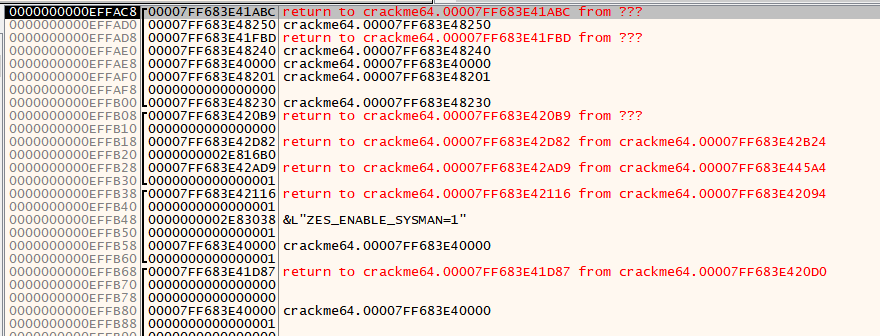 0000000000EFFAC8 00007FF683E41ABC return to crackme64.00007FF683E41ABC from ???
0000000000EFFAD0 00007FF683E48250 crackme64.00007FF683E48250
0000000000EFFAD8 00007FF683E41FBD return to crackme64.00007FF683E41FBD from ???
0000000000EFFAE0 00007FF683E48240 crackme64.00007FF683E48240
0000000000EFFAE8 00007FF683E40000 crackme64.00007FF683E40000
0000000000EFFAF0 00007FF683E48201 crackme64.00007FF683E48201
0000000000EFFAF8 0000000000000000
0000000000EFFB00 00007FF683E48230 crackme64.00007FF683E48230
0000000000EFFB08 00007FF683E420B9 return to crackme64.00007FF683E420B9 from ???
0000000000EFFB10 0000000000000000
0000000000EFFB18 00007FF683E42D82 return to crackme64.00007FF683E42D82 from crackme64.00007FF683E42B24
0000000000EFFB20 0000000002E816B0
0000000000EFFB28 00007FF683E42AD9 return to crackme64.00007FF683E42AD9 from crackme64.00007FF683E445A4
0000000000EFFB30 0000000000000001
0000000000EFFB38 00007FF683E42116 return to crackme64.00007FF683E42116 from crackme64.00007FF683E42094
0000000000EFFB40 0000000000000001
0000000000EFFB48 0000000002E83038 &L"ZES_ENABLE_SYSMAN=1"
0000000000EFFB50 0000000000000001
0000000000EFFB58 00007FF683E40000 crackme64.00007FF683E40000
0000000000EFFB60 0000000000000001
0000000000EFFB68 00007FF683E41D87 return to crackme64.00007FF683E41D87 from crackme64.00007FF683E420D0
0000000000EFFB70 0000000000000000
0000000000EFFB78 0000000000000000
0000000000EFFB80 00007FF683E40000 crackme64.00007FF683E40000
0000000000EFFB88 0000000000000001